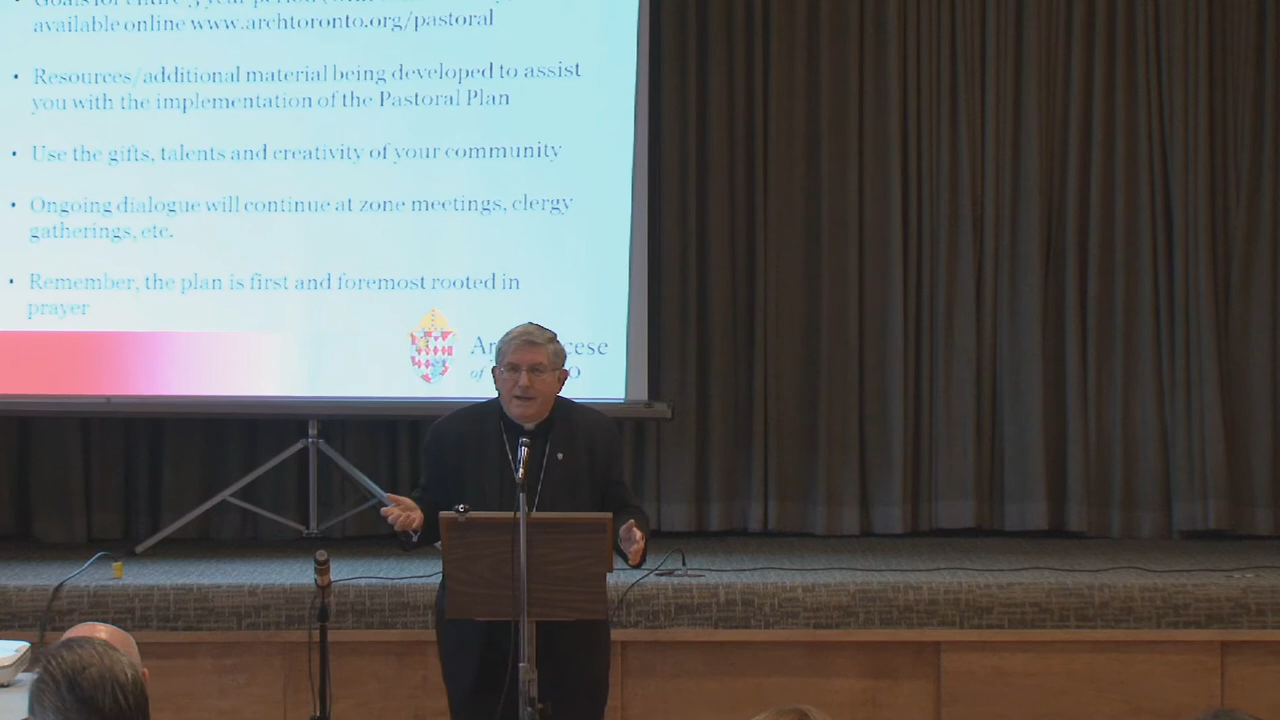 available online www.archtoronto.org/pastoral
• Resources/additional material being developed to assist
you with the implementation of the Pastoral Plan
• Use the gifts, talents and creativity of your community
• Ongoing dialogue will continue at zone meetings, clergy
gatherings, etc.
• Remember, the plan is first and foremost rooted in
prayer
of